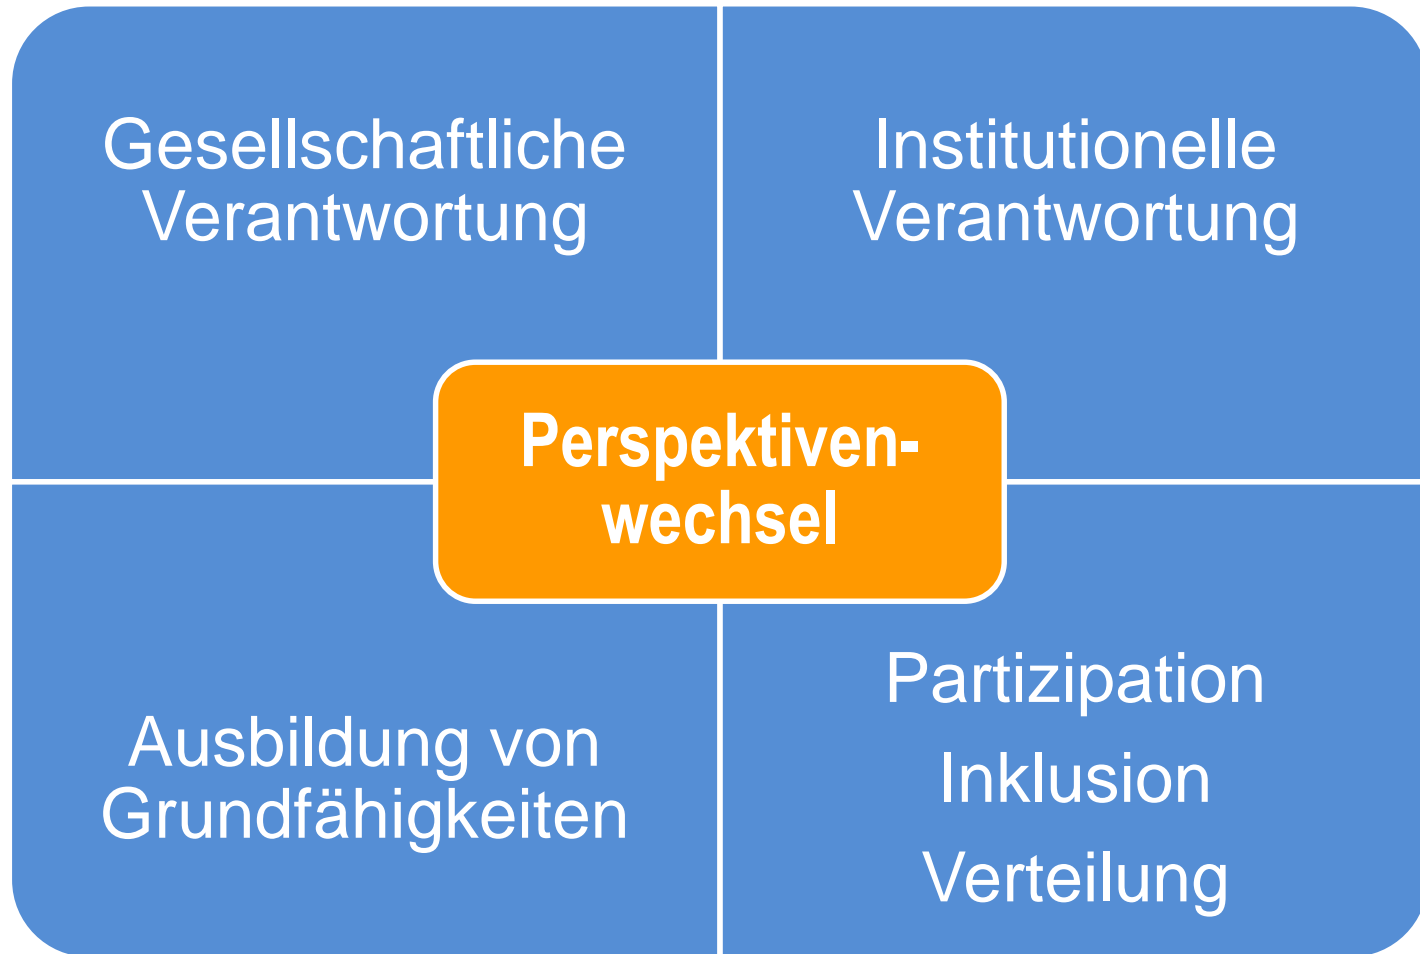 Gesellschaftliche
Verantwortung
Institutionelle
Verantwortung
Perspektiven-
wechsel
Ausbildung von
Grundfähigkeiten
Partizipation
Inklusion
Verteilung